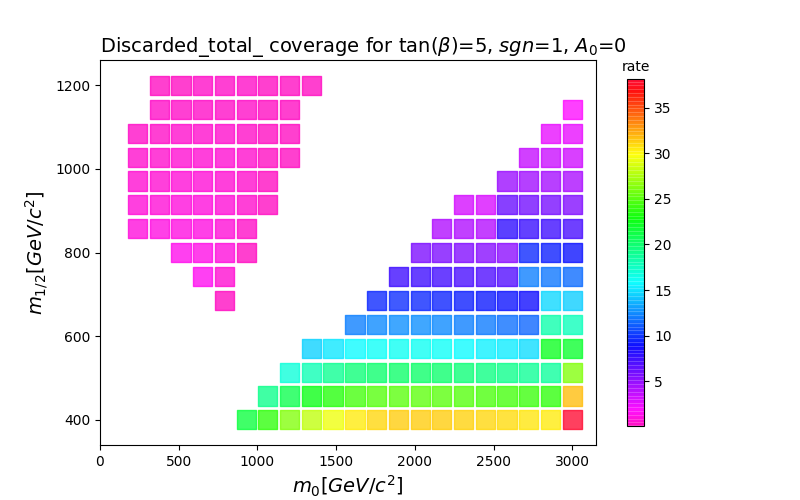 Discarded_total_ coverage for tan(β)=5, sgn=1, A₀=0
rate
1200
1000
800
600
400
m₁/₂[GeV/c²]
0 500 1000 1500 2000 2500 3000
m₀[GeV/c²]
35
30
25
20
15
10
5